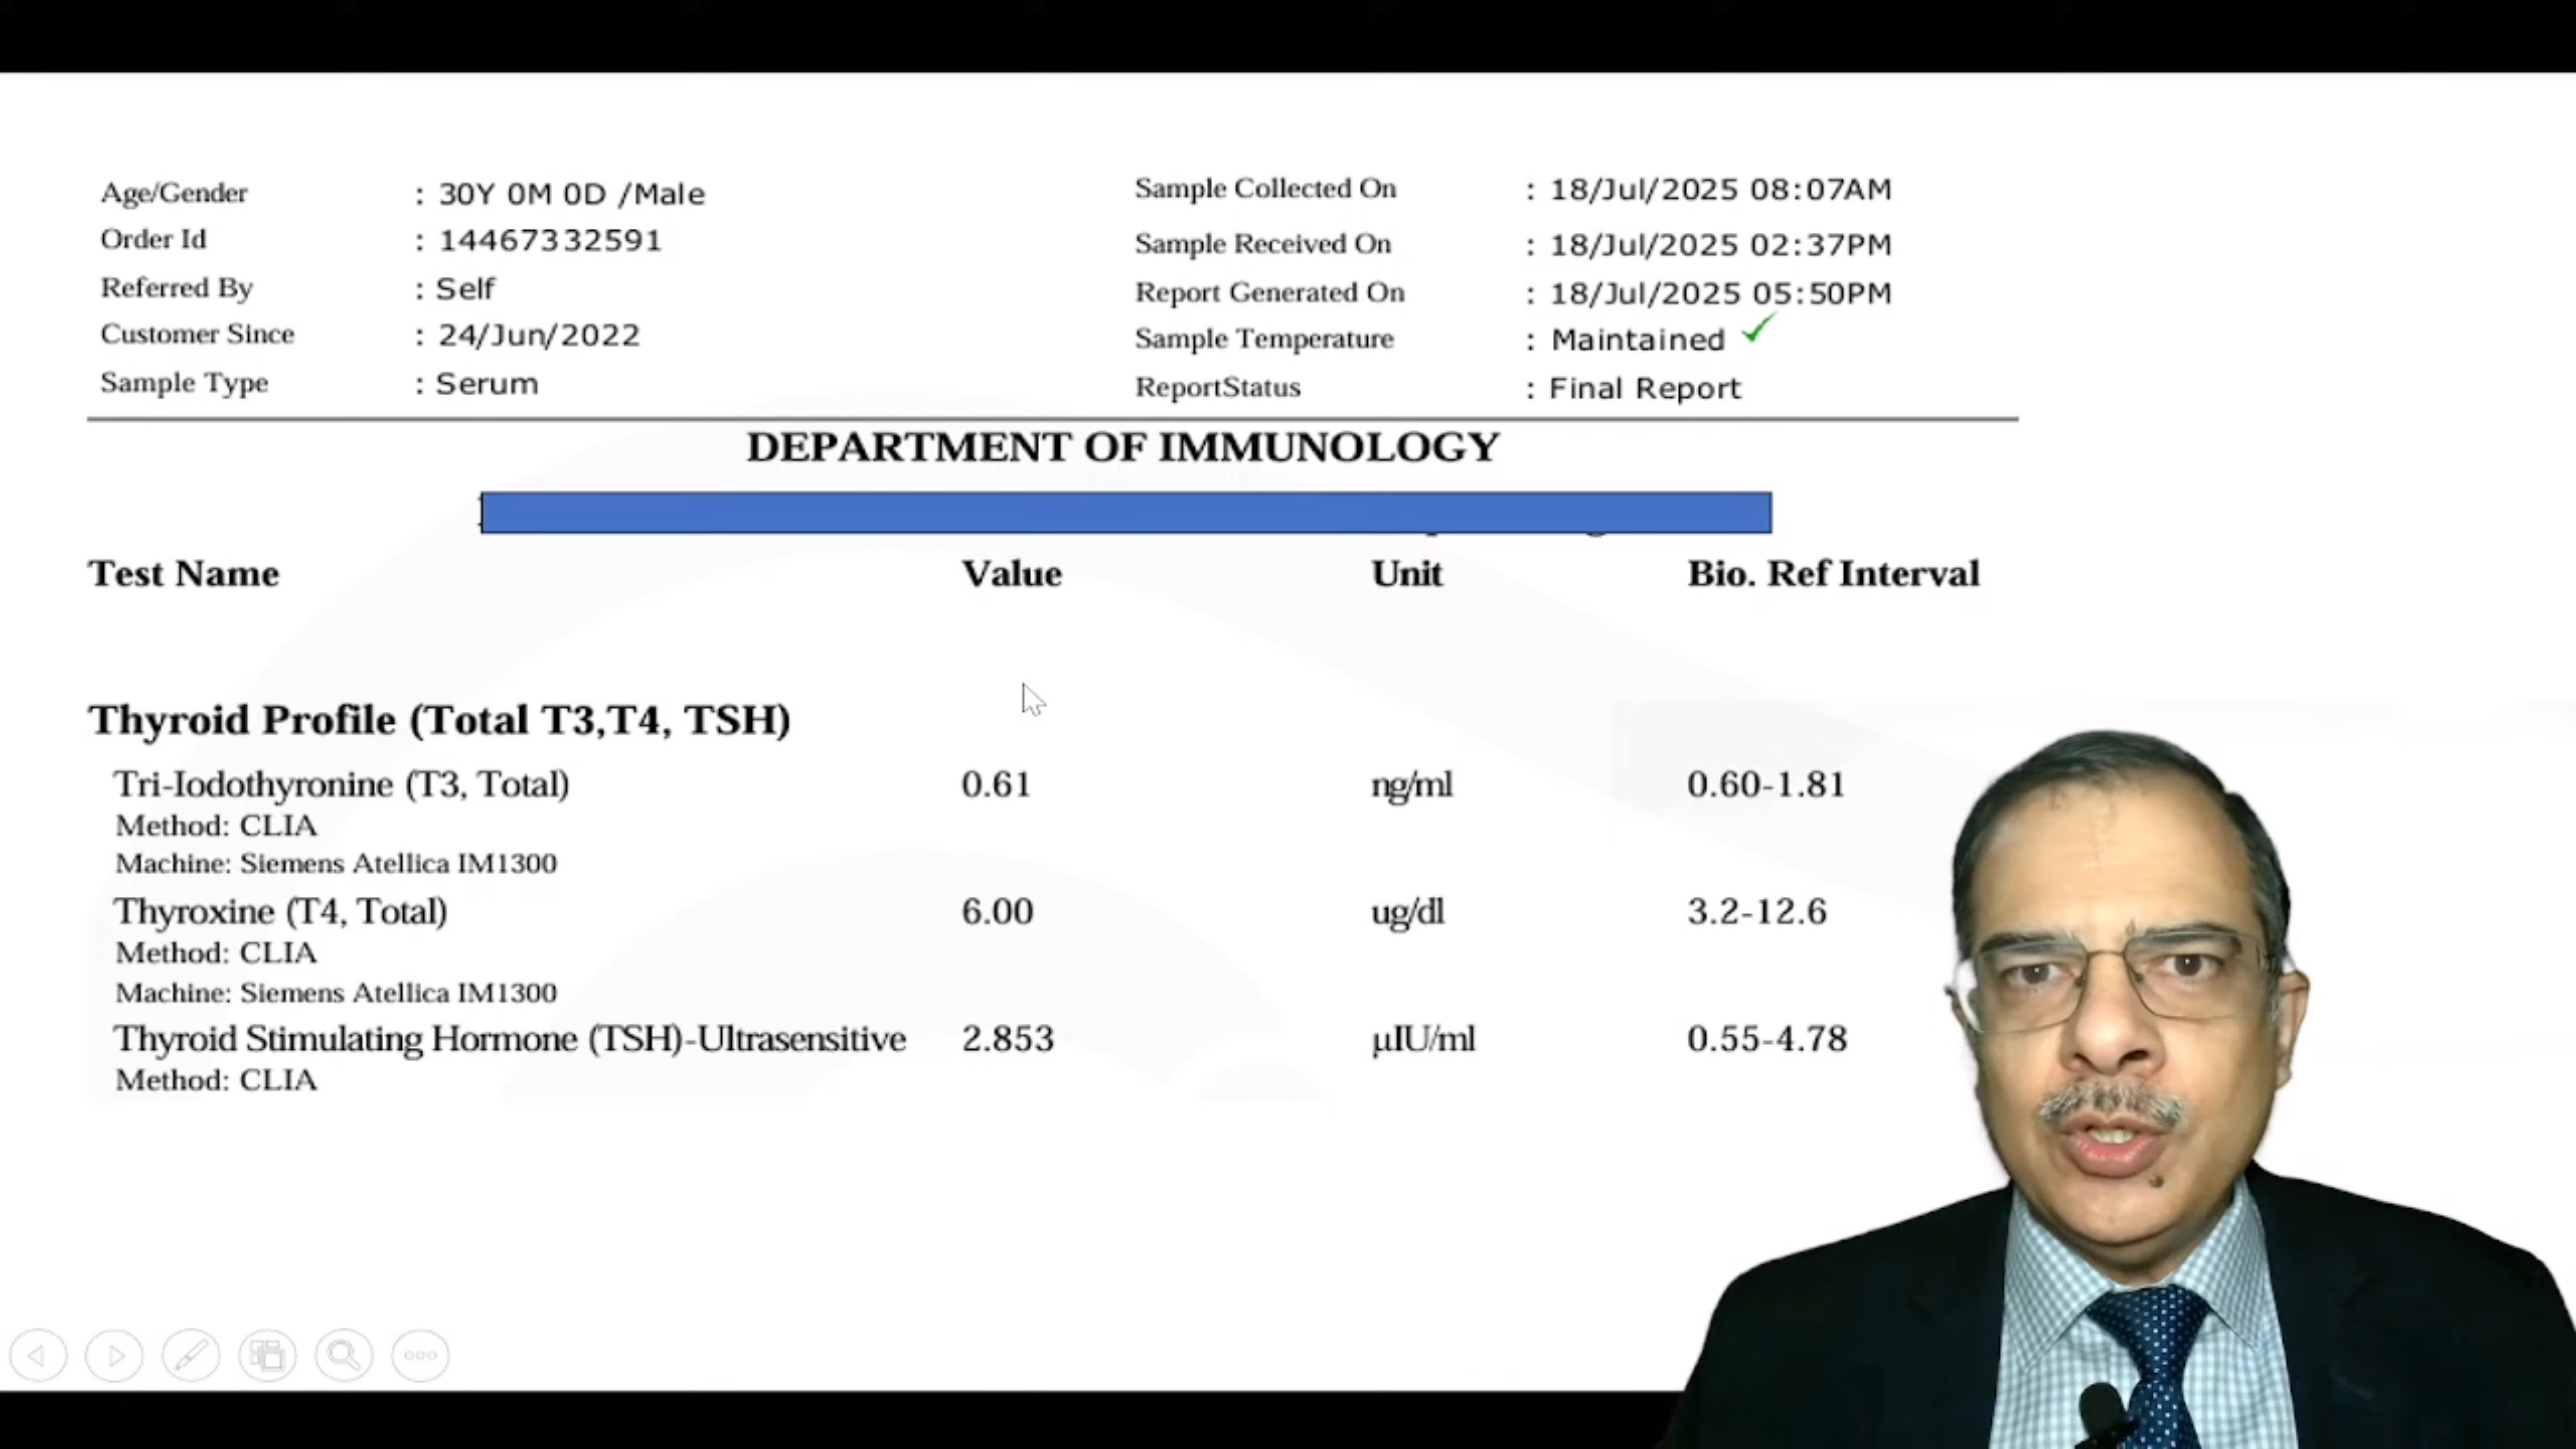 Age/Gender : 30Y 0M 0D /Male
Sample Collected On : 18/Jul/2025 08:07AM
Order Id : 14467332591
Sample Received On : 18/Jul/2025 02:37PM
Referred By : Self
Report Generated On : 18/Jul/2025 05:50PM
Customer Since : 24/Jun/2022
Sample Temperature : Maintained
Sample Type : Serum
ReportStatus : Final Report
DEPARTMENT OF IMMUNOLOGY
Test Name Value Unit Bio. Ref Interval
Thyroid Profile (Total T3,T4, TSH)
Tri-Iodothyronine (T3, Total) 0.61 ng/ml 0.60-1.81
Method: CLIA
Machine: Siemens Atellica IM1300
Thyroxine (T4, Total) 6.00 ug/dl 3.2-12.6
Method: CLIA
Machine: Siemens Atellica IM1300
Thyroid Stimulating Hormone (TSH)-Ultrasensitive 2.853 µIU/ml 0.55-4.78
Method: CLIA